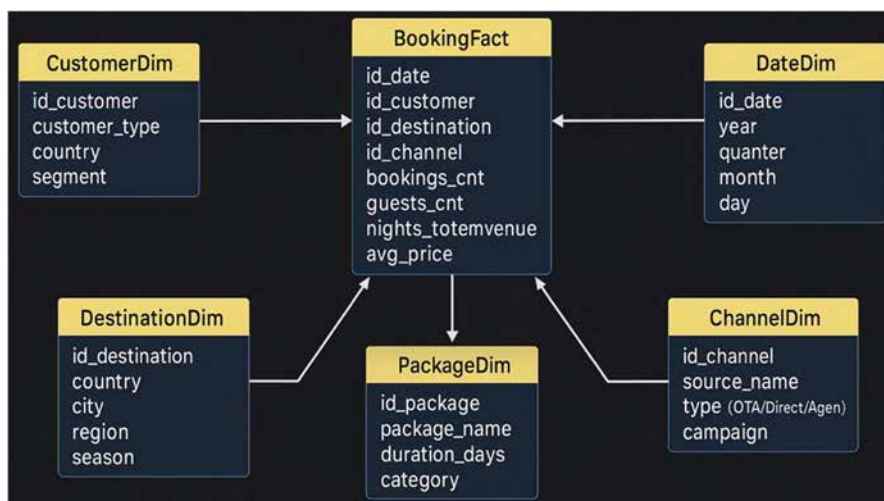 BookingFact
id_date
id_customer
id_destination
id_channel
bookings_cnt
guests_cnt
nights_totemvenue
avg_price
CustomerDim
id_customer
customer_type
country
segment
DateDim
id_date
year
quanter
month
day
DestinationDim
id_destination
country
city
region
season
PackageDim
id_package
package_name
duration_days
category
ChannelDim
id_channel
source_name
type (OTA/Direct/Agen)
campaign